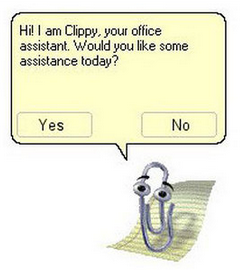 Hi! I am Clippy, your office
assistant. Would you like some
assistance today?
Yes No